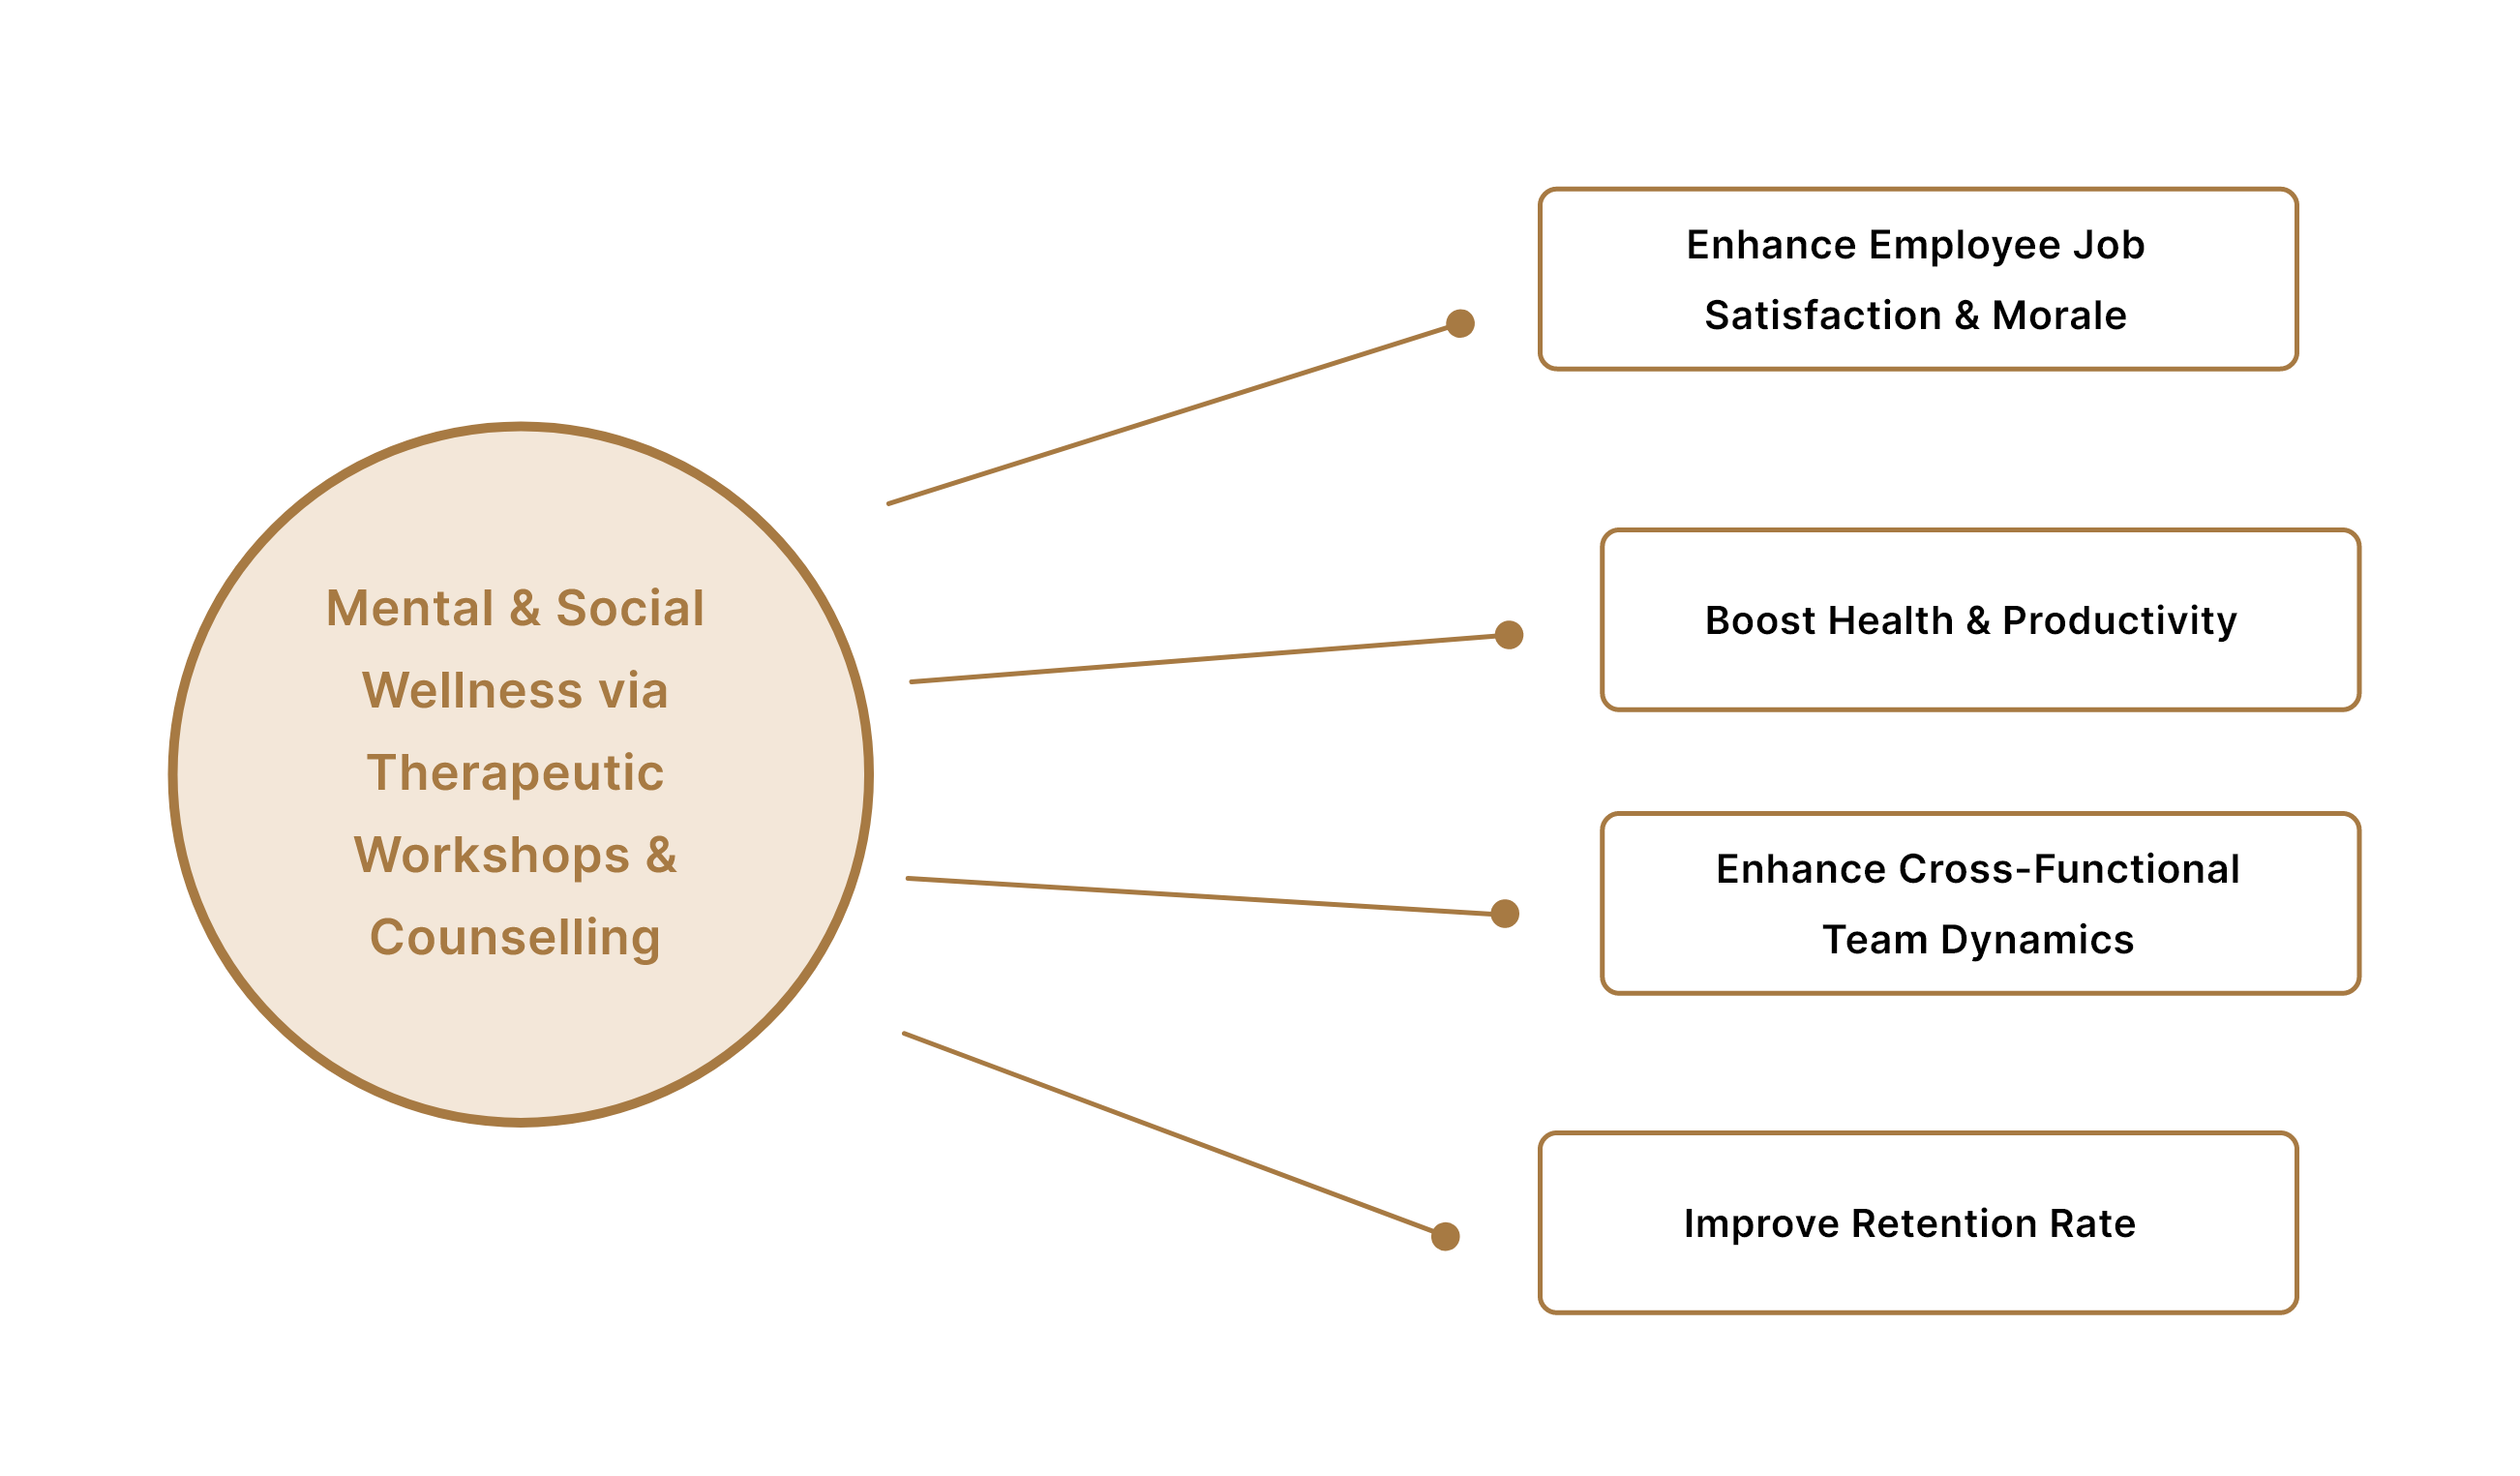 Mental & Social
Wellness via
Therapeutic
Workshops &
Counselling
Enhance Employee Job
Satisfaction & Morale
Boost Health & Productivity
Enhance Cross-Functional
Team Dynamics
Improve Retention Rate